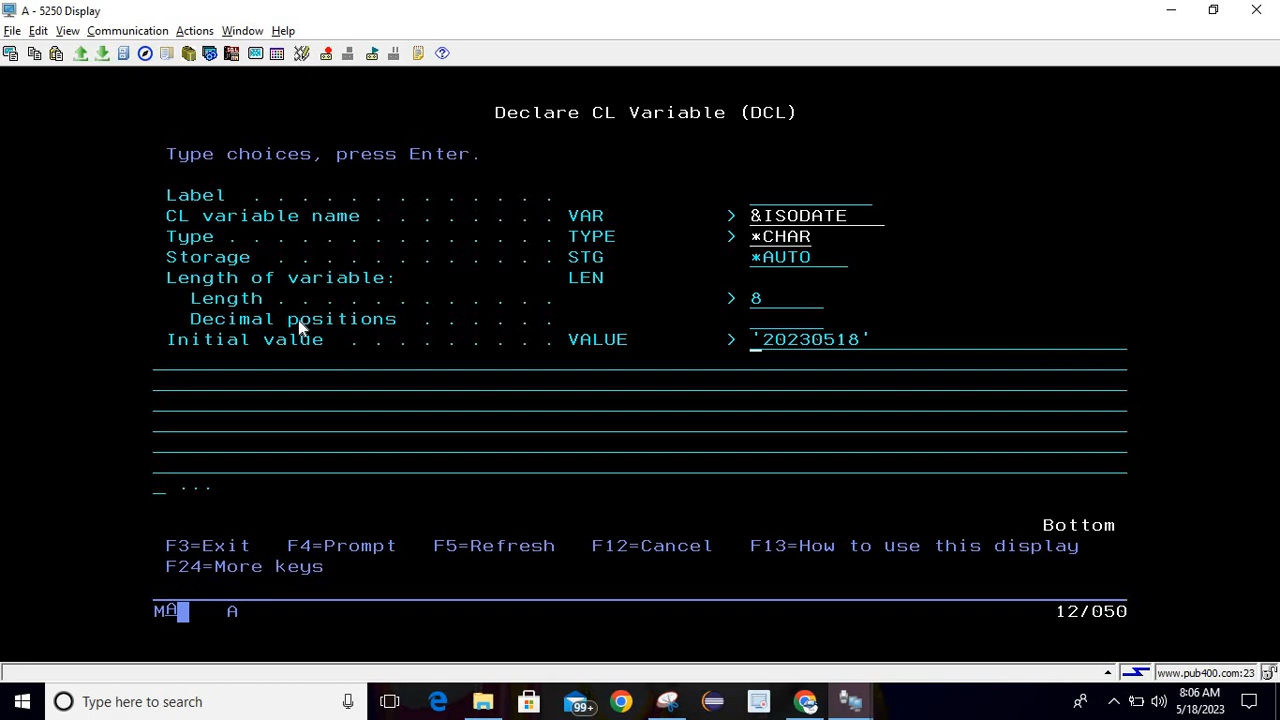 A - 5250 Display
File Edit View Communication Actions Window Help
Declare CL Variable (DCL)
Type choices, press Enter.
Label . . . . . . . . . . . . .
CL variable name . . . . . . . . VAR > &ISODATE
Type . . . . . . . . . . . . . . TYPE > *CHAR
Storage . . . . . . . . . . . . STG *AUTO
Length of variable: LEN
Length . . . . . . . . . . . . > 8
Decimal positions . . . . . .
Initial value . . . . . . . . . VALUE > '20230518'
...
Bottom
F3=Exit F4=Prompt F5=Refresh F12=Cancel F13=How to use this display
F24=More keys
MA A 12/050
www.pub400.com:23
Type here to search
99+
8:06 AM
5/18/2023